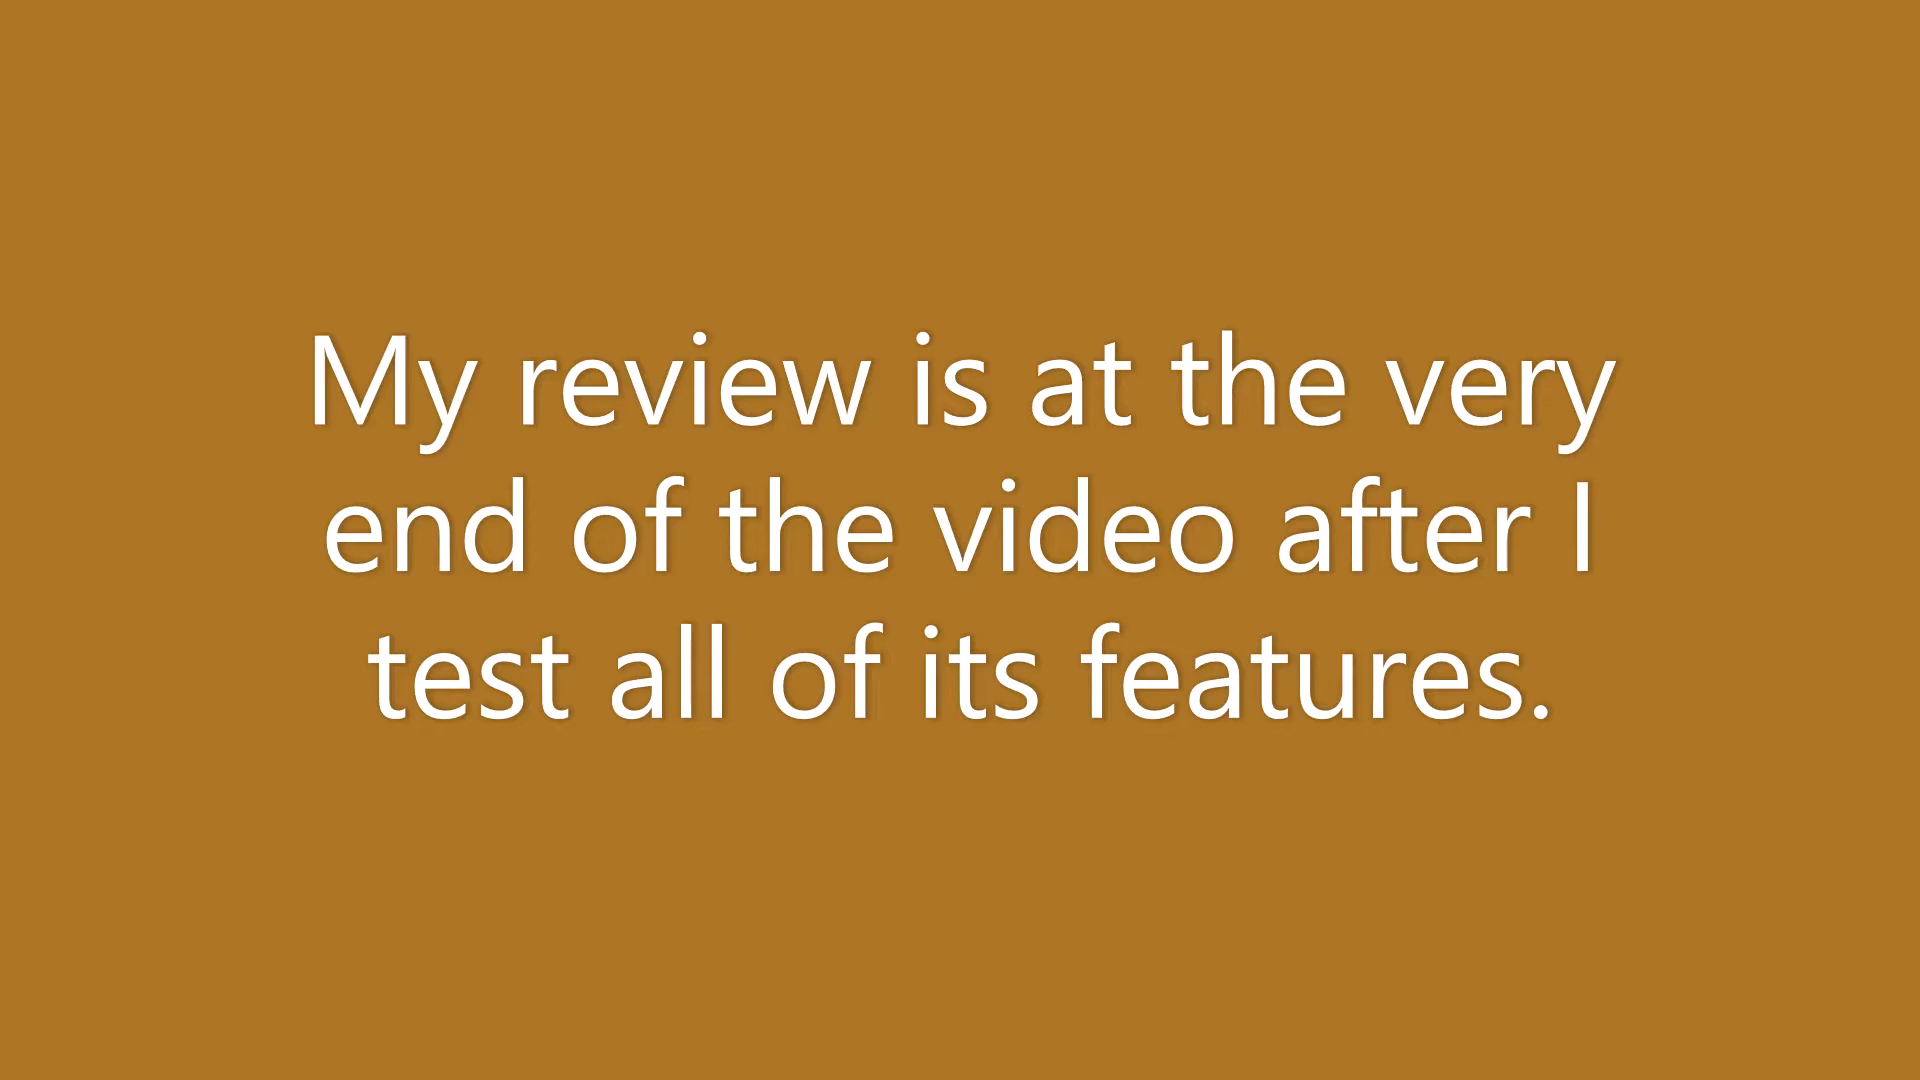 My review is at the very
end of the video after I
test all of its features.